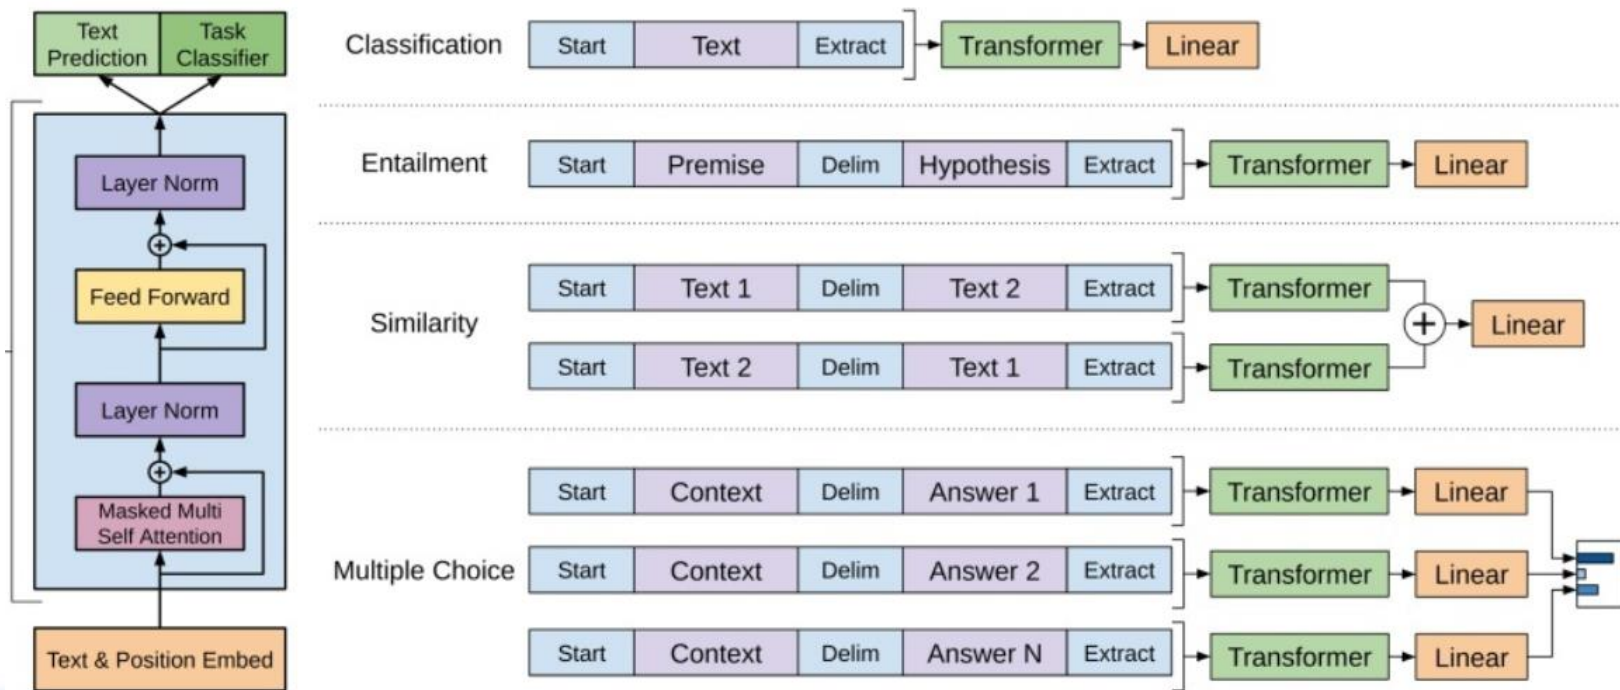 Text
Prediction
Task
Classifier
Layer Norm
Feed Forward
Layer Norm
Masked Multi
Self Attention
Text & Position Embed
Classification Start Text Extract Transformer Linear
Entailment Start Premise Delim Hypothesis Extract Transformer Linear
Similarity
Start Text 1 Delim Text 2 Extract Transformer
+ Linear
Start Text 2 Delim Text 1 Extract Transformer
Multiple Choice
Start Context Delim Answer 1 Extract Transformer Linear
Start Context Delim Answer 2 Extract Transformer Linear
Start Context Delim Answer N Extract Transformer Linear